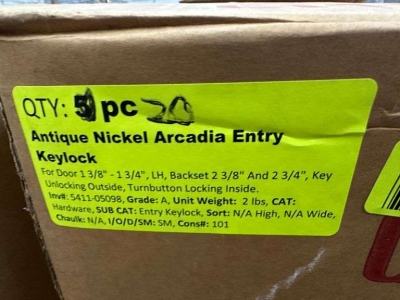 QTY: 5 pc 20
Antique Nickel Arcadia Entry
Keylock
For Door 1 3/8" - 1 3/4", LH, Backset 2 3/8" And 2 3/4", Key
Unlocking Outside, Turnbutton Locking Inside.
Inv#: 5411-05098, Grade: A, Unit Weight: 2 lbs, CAT:
Hardware, SUB CAT: Entry Keylock, Sort: N/A High, N/A Wide,
Chaulk: N/A, I/O/D/SM: SM, Cons#: 101